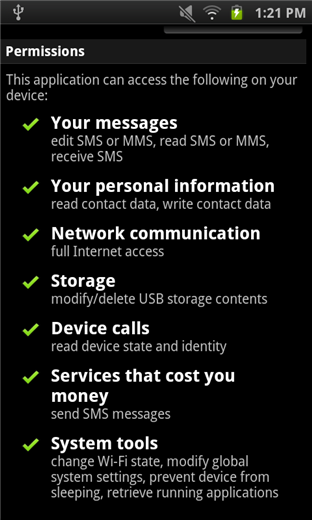 1:21 PM
Permissions
This application can access the following on your
device:
Your messages
edit SMS or MMS, read SMS or MMS,
receive SMS
Your personal information
read contact data, write contact data
Network communication
full Internet access
Storage
modify/delete USB storage contents
Device calls
read device state and identity
Services that cost you
money
send SMS messages
System tools
change Wi-Fi state, modify global
system settings, prevent device from
sleeping, retrieve running applications